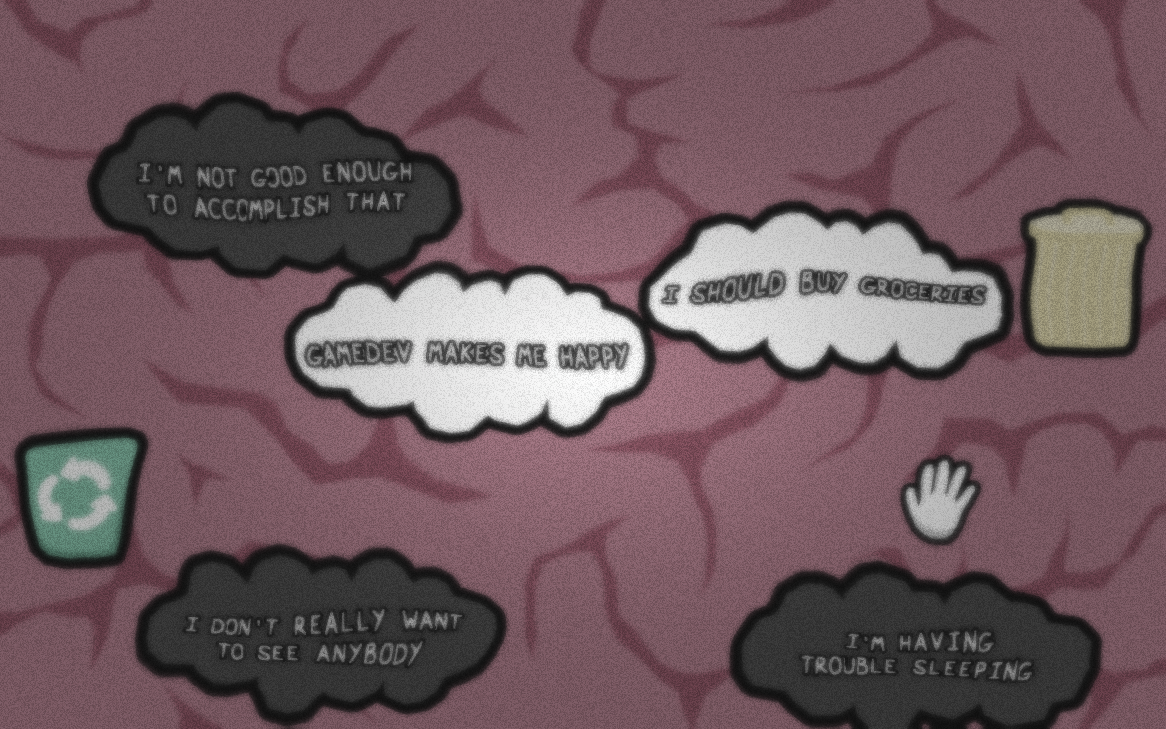 I'M NOT GOOD ENOUGH
TO ACCOMPLISH THAT
I SHOULD BUY GROCERIES
GAMEDEV MAKES ME HAPPY
I DON'T REALLY WANT
TO SEE ANYBODY
I'M HAVING
TROUBLE SLEEPING